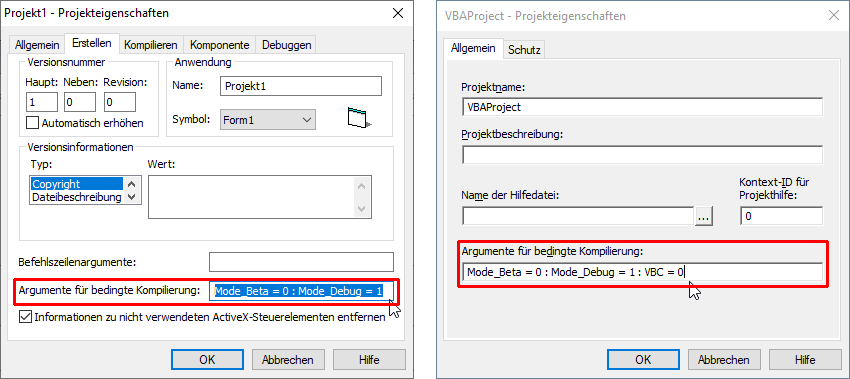 Projekt1 - Projekteigenschaften
Allgemein Erstellen Kompilieren Komponente Debuggen
Versionsnummer
Haupt: Neben: Revision:
1 0 0
Automatisch erhöhen
Anwendung
Name: Projekt1
Symbol: Form1
Versionsinformationen
Typ: Wert:
Copyright
Dateibeschreibung
Befehlszeilenargumente:
Argumente für bedingte Kompilierung: Mode_Beta = 0 : Mode_Debug = 1
Informationen zu nicht verwendeten ActiveX-Steuerelementen entfernen
OK Abbrechen Hilfe
VBAProject - Projekteigenschaften
Allgemein Schutz
Projektname:
VBAProject
Projektbeschreibung:
Name der Hilfedatei:
...
Kontext-ID für
Projekthilfe:
0
Argumente für bedingte Kompilierung:
Mode_Beta = 0 : Mode_Debug = 1 : VBC = 0
OK Abbrechen Hilfe